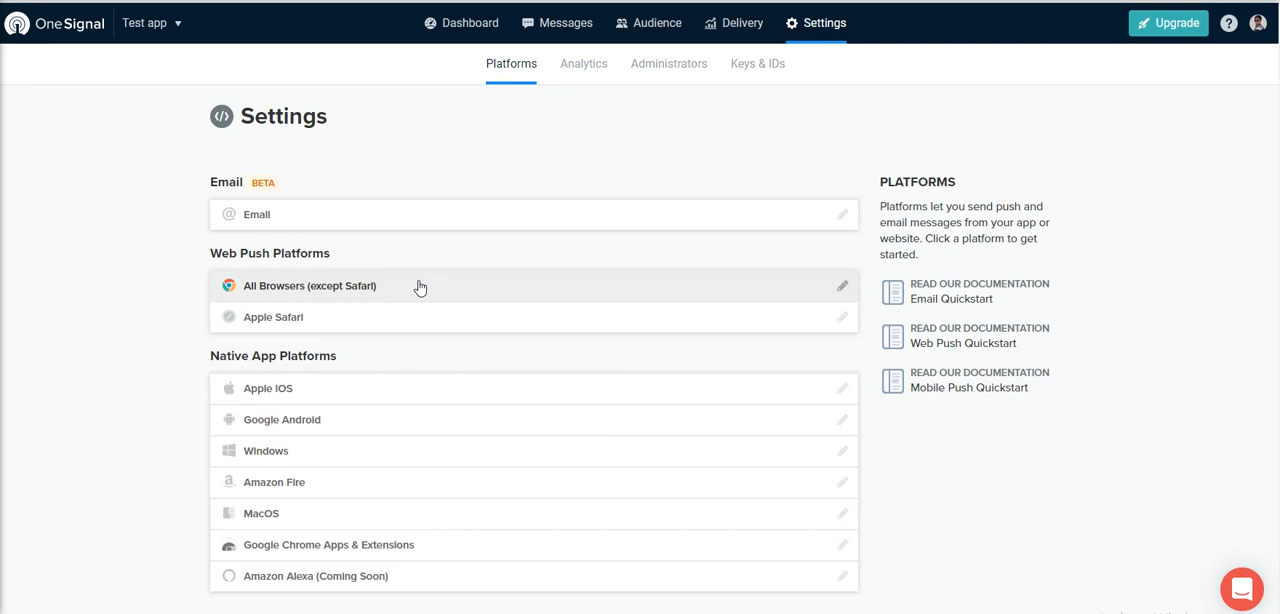 OneSignal Test app Dashboard Messages Audience Delivery Settings Upgrade ?
Platforms Analytics Administrators Keys & IDs
Settings
Email BETA
Email
Web Push Platforms
All Browsers (except Safari)
Apple Safari
Native App Platforms
Apple iOS
Google Android
Windows
Amazon Fire
MacOS
Google Chrome Apps & Extensions
Amazon Alexa (Coming Soon)
PLATFORMS
Platforms let you send push and
email messages from your app or
website. Click a platform to get
started.
READ OUR DOCUMENTATION
Email Quickstart
READ OUR DOCUMENTATION
Web Push Quickstart
READ OUR DOCUMENTATION
Mobile Push Quickstart